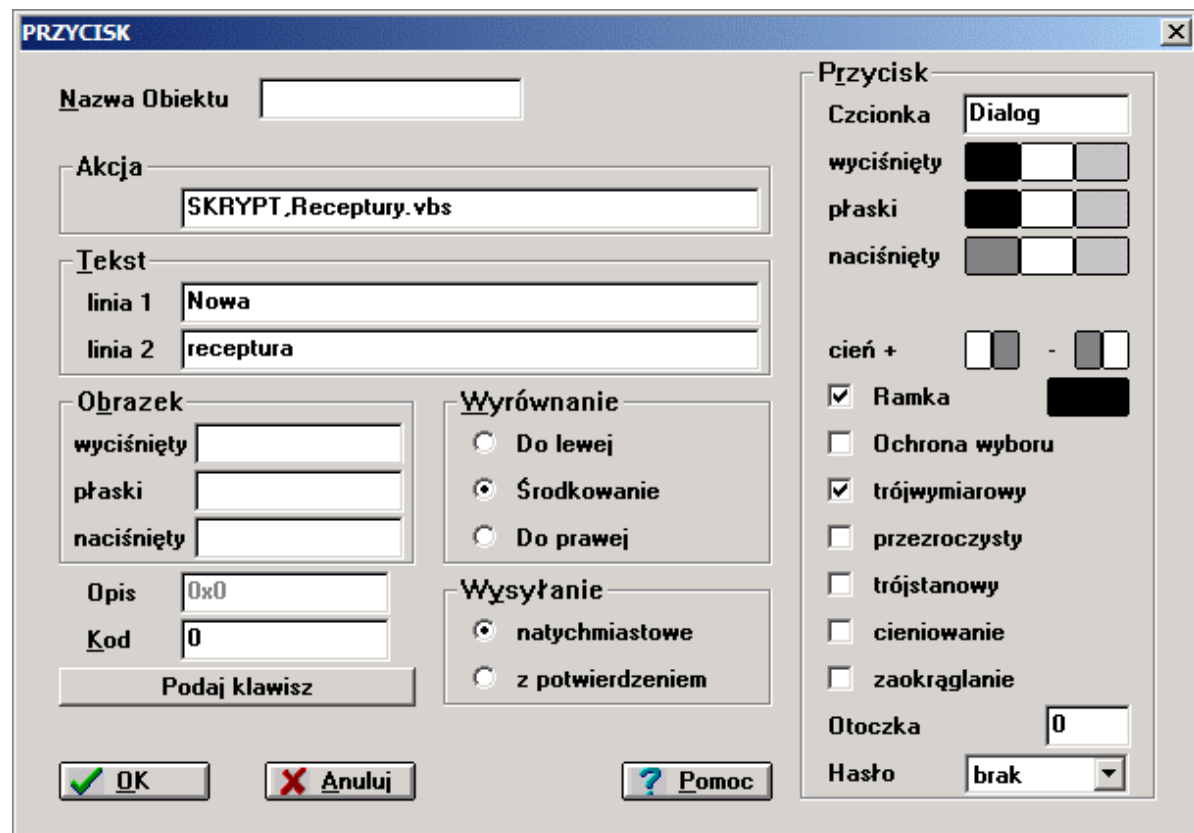 PRZYCISK
Nazwa Obiektu
Akcja
SKRYPT,Receptury.vbs
Tekst
linia 1 Nowa
linia 2 receptura
Obrazek
wyciśnięty
płaski
naciśnięty
Opis 0x0
Kod 0
Podaj klawisz
Wyrównanie
Do lewej
Środkowanie
Do prawej
Wysyłanie
natychmiastowe
z potwierdzeniem
OK
Anuluj
Pomoc
Przycisk
Czcionka Dialog
wyciśnięty
płaski
naciśnięty
cień + -
Ramka
Ochrona wyboru
trójwymiarowy
przezroczysty
trójstanowy
cieniowanie
zaokrąglanie
Otoczka 0
Hasło brak